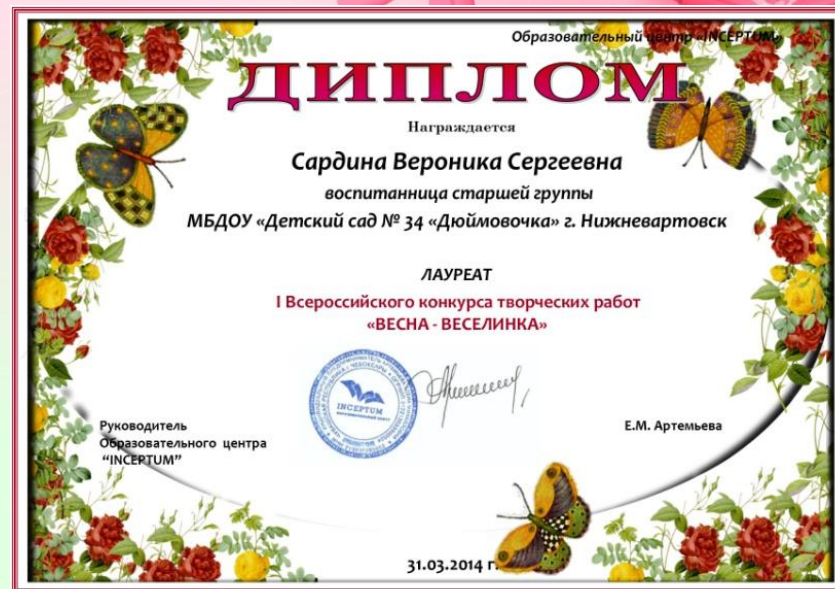 Образовательный центр «INCEPTUM»
ДИПЛОМ
Награждается
Сардина Вероника Сергеевна
воспитанница старшей группы
МБДОУ «Детский сад № 34 «Дюймовочка» г. Нижневартовск
ЛАУРЕАТ
I Всероссийского конкурса творческих работ
«ВЕСНА - ВЕСЕЛИНКА»
INCEPTUM
Руководитель
Образовательного центра
“INCEPTUM”
Е.М. Артемьева
31.03.2014 г.